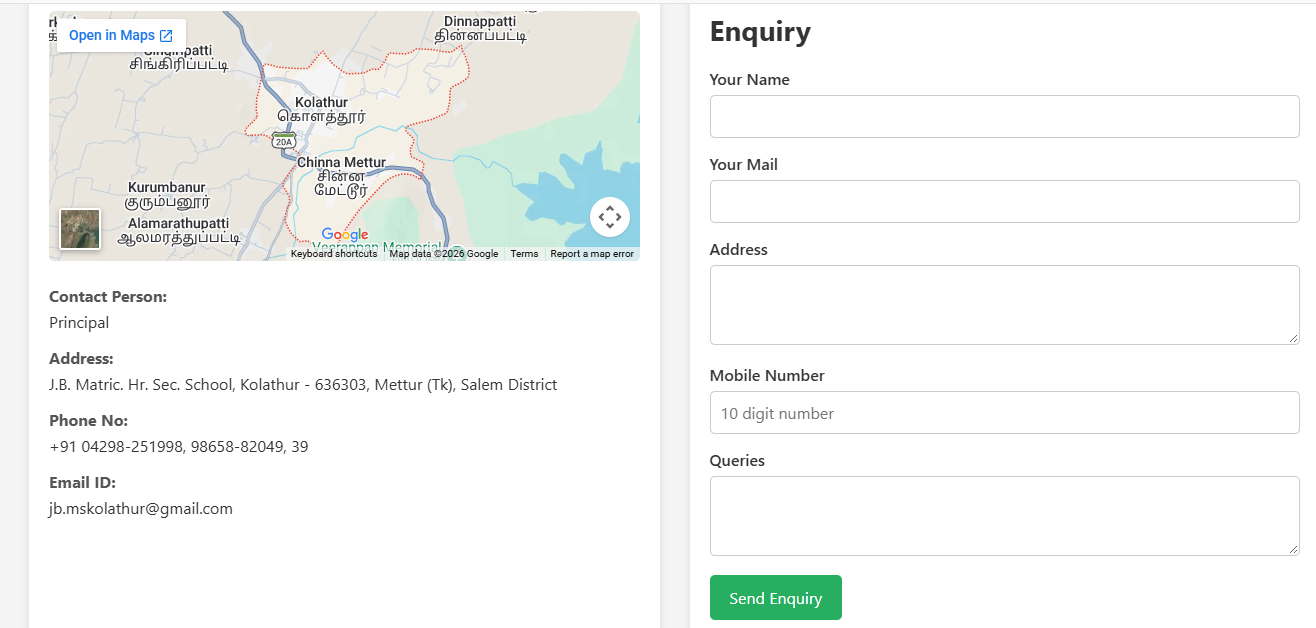 Open in Maps
Dinnappatti
தின்னப்பட்டி
சிங்கிரிப்பட்டி
Kolathur
கொளத்தூர்
20A
Chinna Mettur
சின்ன
மேட்டூர்
Kurumbanur
குரும்பனூர்
Alamarathupatti
ஆலமரத்துப்பட்டி
Google
Veerappan Memorial
Keyboard shortcuts Map data ©2026 Google Terms Report a map error
Contact Person:
Principal
Address:
J.B. Matric. Hr. Sec. School, Kolathur - 636303, Mettur (Tk), Salem District
Phone No:
+91 04298-251998, 98658-82049, 39
Email ID:
jb.mskolathur@gmail.com
Enquiry
Your Name
Your Mail
Address
Mobile Number
10 digit number
Queries
Send Enquiry